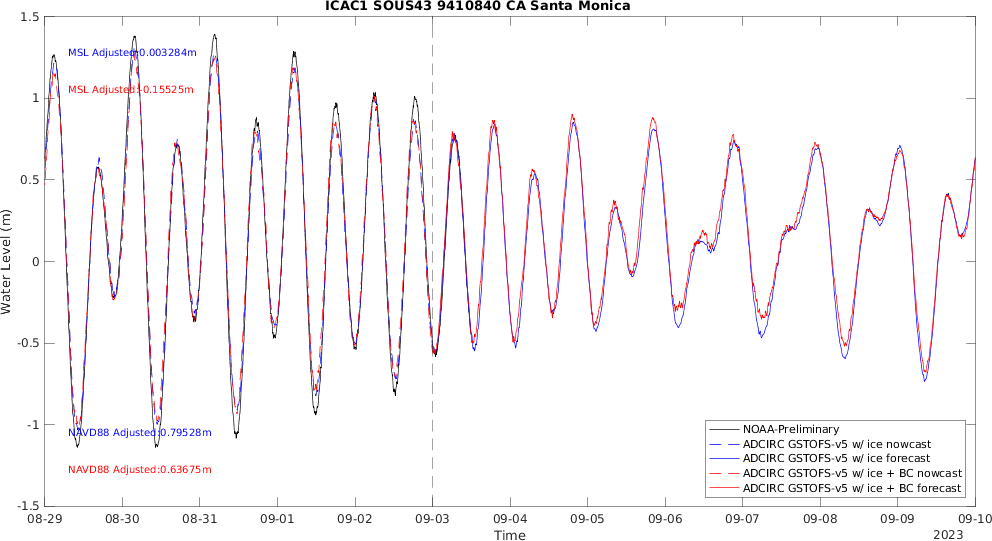 ICAC1 SOUS43 9410840 CA Santa Monica
Water Level (m)
1.5
1
0.5
0
-0.5
-1
-1.5
MSL Adjusted:0.003284m
MSL Adjusted:-0.15525m
NAVD88 Adjusted:0.79528m
NAVD88 Adjusted:0.63675m
NOAA-Preliminary
ADCIRC GSTOFS-v5 w/ ice nowcast
ADCIRC GSTOFS-v5 w/ ice forecast
ADCIRC GSTOFS-v5 w/ ice + BC nowcast
ADCIRC GSTOFS-v5 w/ ice + BC forecast
08-29 08-30 08-31 09-01 09-02 09-03 09-04 09-05 09-06 09-07 09-08 09-09 09-10
Time
2023